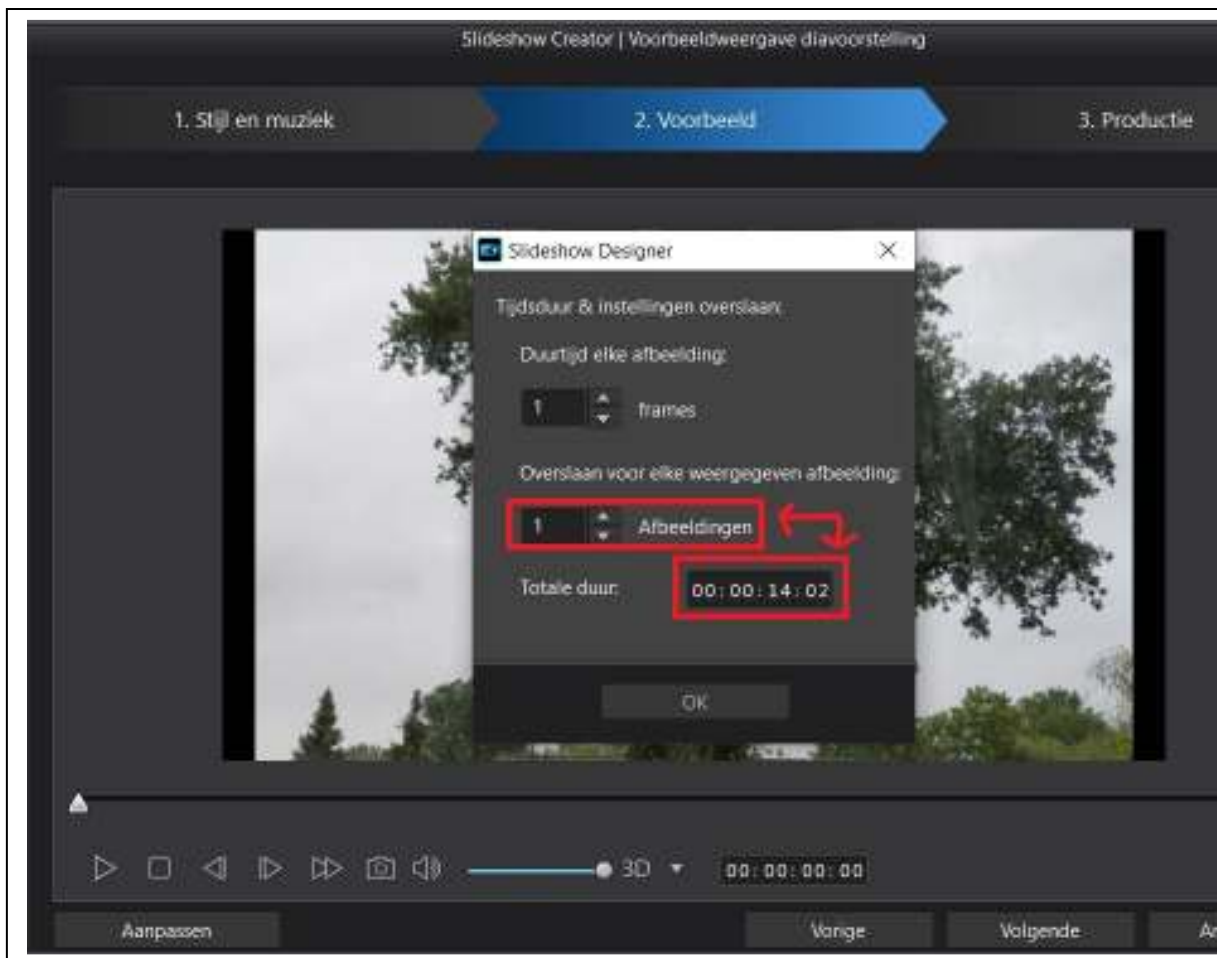 Slideshow Creator | Voorbeeldweergave diavoorstelling
1. Stijl en muziek
2. Voorbeeld
3. Productie
Slideshow Designer
Tijdsduur & instellingen overslaan:
Duurtijd elke afbeelding:
1 frames
Overslaan voor elke weergegeven afbeelding:
1 Afbeeldingen
Totale duur: 00:00:14:02
OK
3D 00:00:00:00
Aanpassen Vorige Volgende